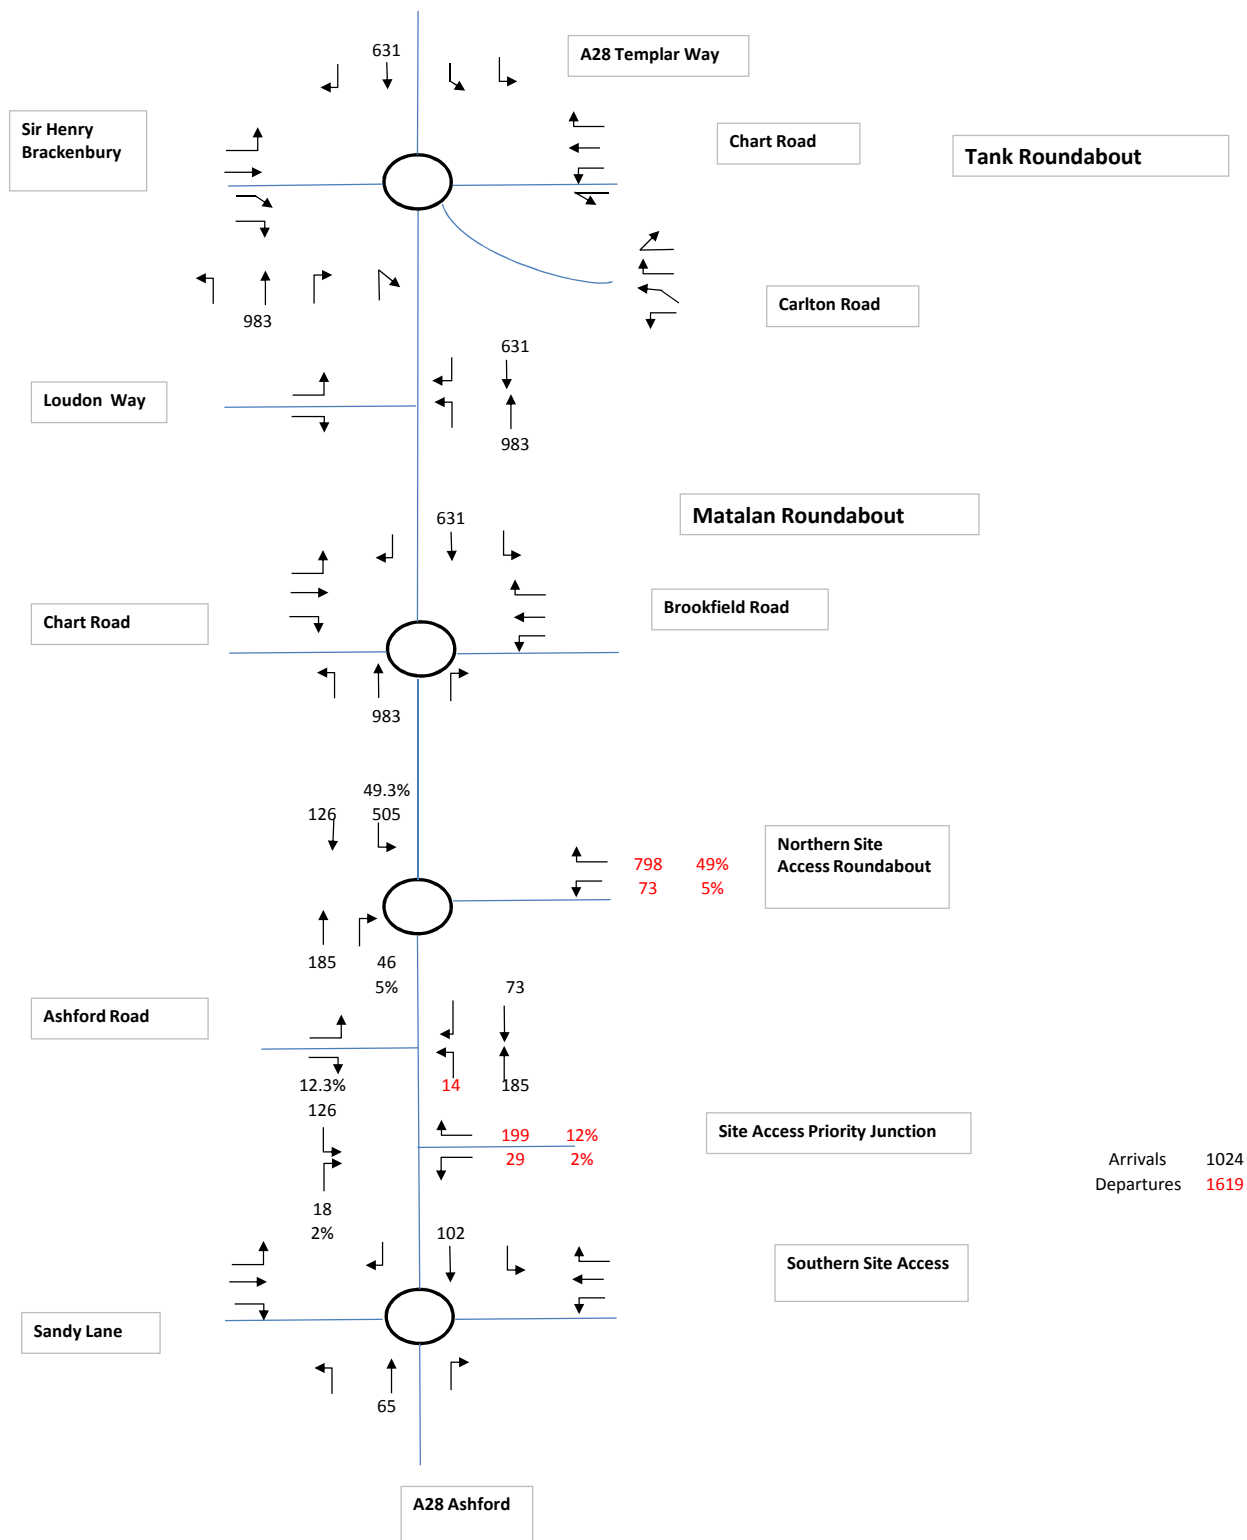 631
A28 Templar Way
Sir Henry
Brackenbury
Chart Road
Tank Roundabout
Carlton Road
983
631
Loudon  Way
983
Matalan Roundabout
631
Brookfield Road
Chart Road
983
49.3%
126 505
Northern Site
Access Roundabout
798 49%
73 5%
185 46
5%
73
Ashford Road
12.3% 14 185
126
199 12%
29 2%
Site Access Priority Junction
Arrivals 1024
Departures 1619
18
2%
102
Southern Site Access
Sandy Lane
65
A28 Ashford